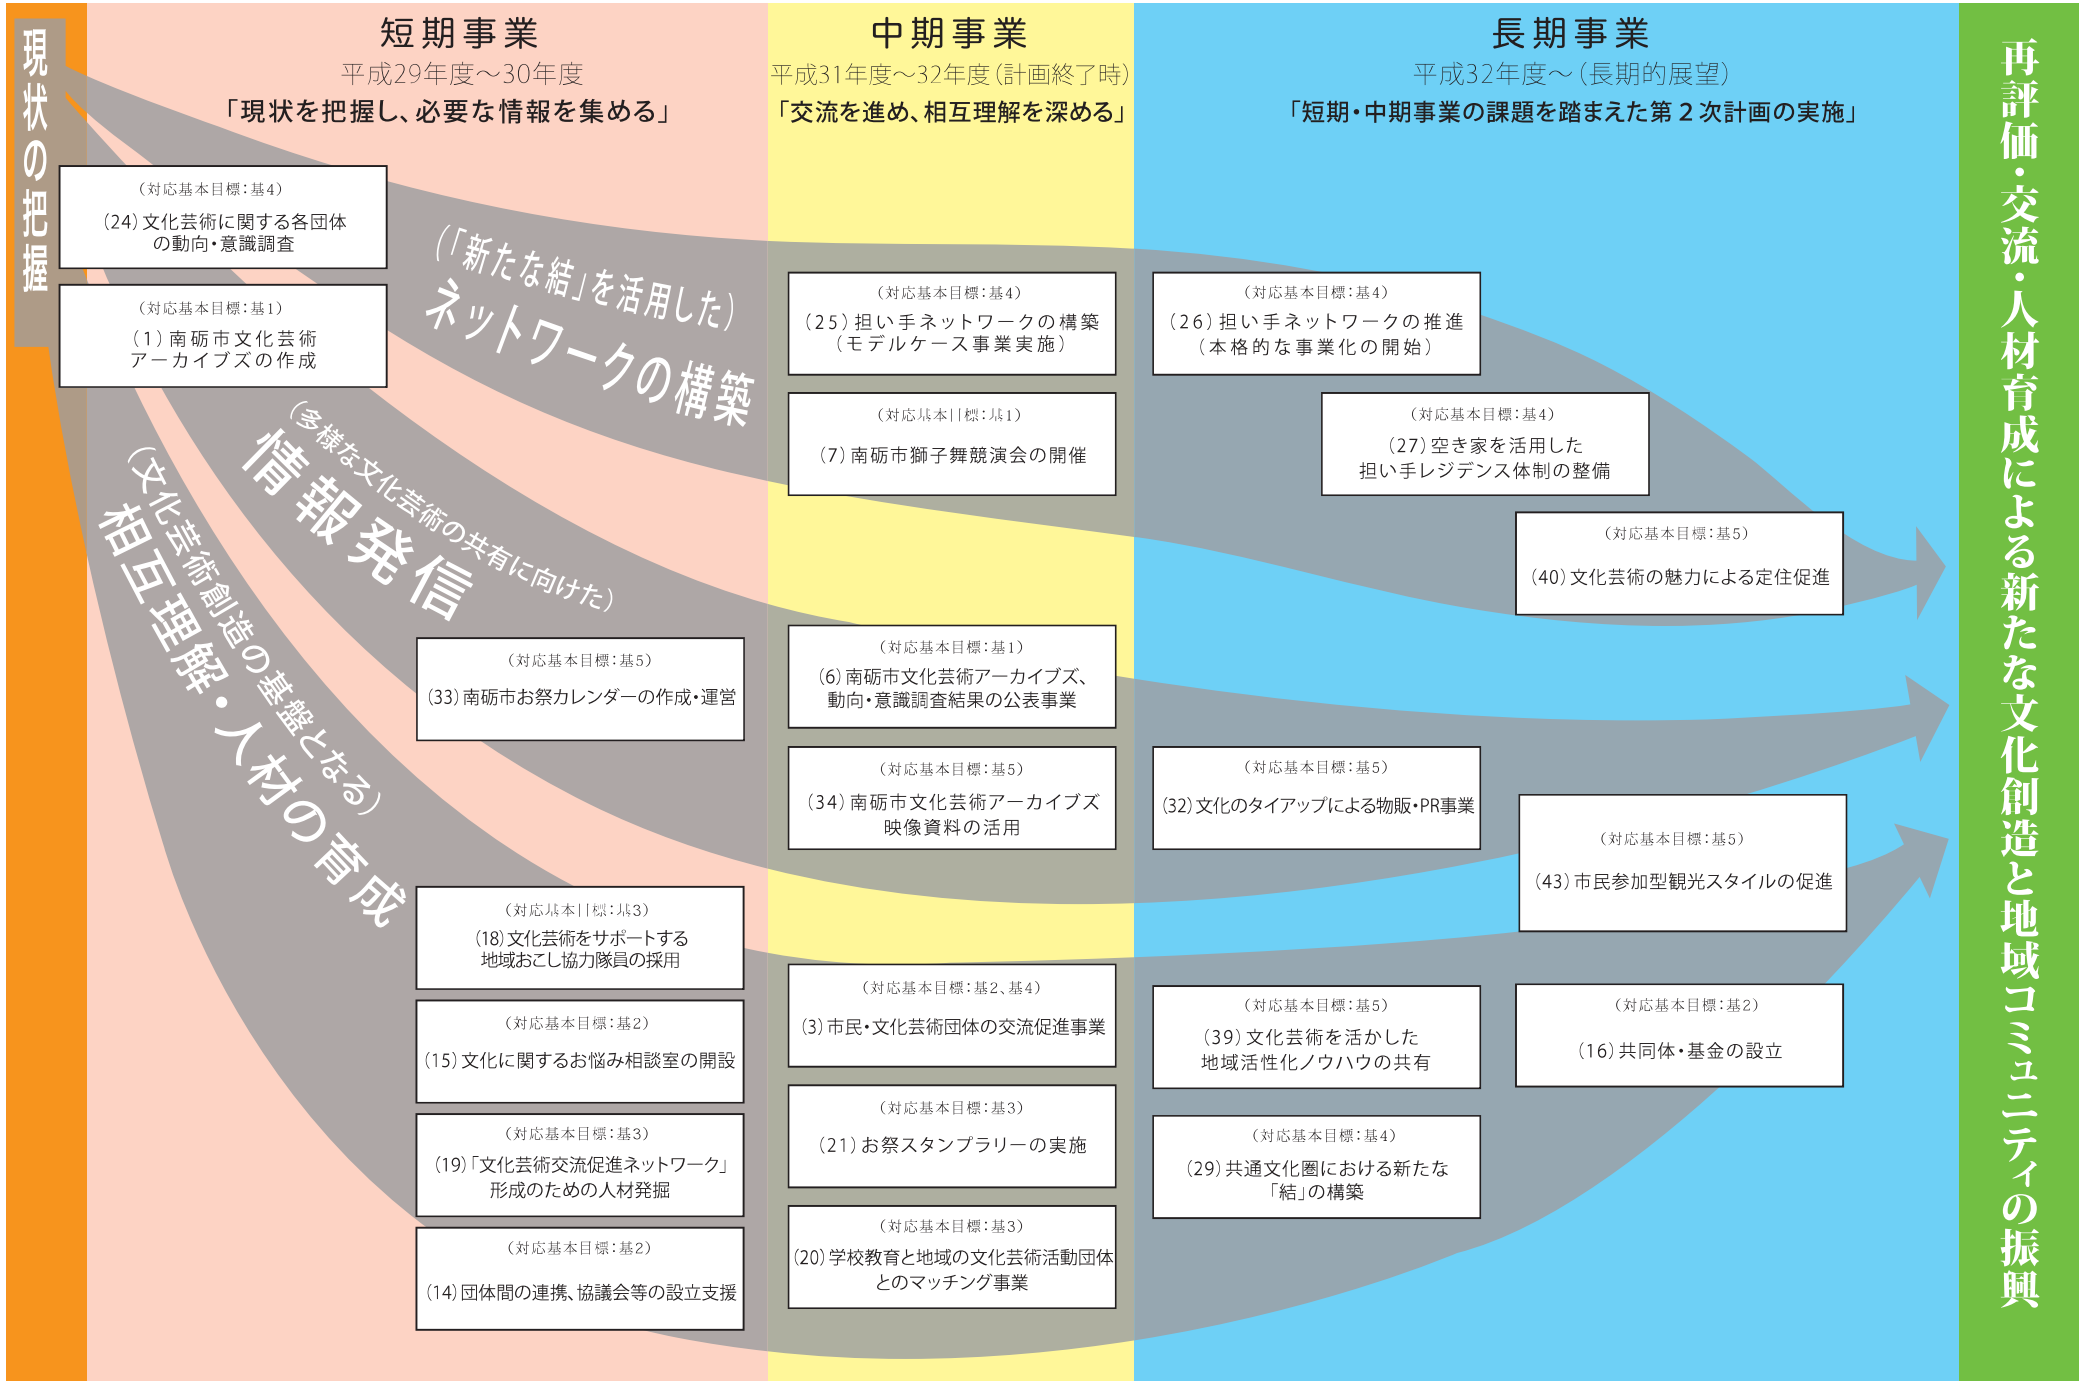 現状の把握
短期事業
平成29年度～30年度
「現状を把握し、必要な情報を集める」
中期事業
平成31年度～32年度（計画終了時）
「交流を進め、相互理解を深める」
長期事業
平成32年度～（長期的展望）
「短期・中期事業の課題を踏まえた第２次計画の実施」
（対応基本目標：基4）
（24）文化芸術に関する各団体
の動向・意識調査
（対応基本目標：基1）
（1）南砺市文化芸術
アーカイブズの作成
（「新たな結」を活用した）
ネットワークの構築
（多様な文化芸術の共有に向けた）
情報発信
（文化芸術創造の基盤となる）
相互理解・人材の育成
（対応基本目標：基5）
（33）南砺市お祭カレンダーの作成・運営
（対応基本目標：基3）
（18）文化芸術をサポートする
地域おこし協力隊員の採用
（対応基本目標：基2）
（15）文化に関するお悩み相談室の開設
（対応基本目標：基3）
（19）「文化芸術交流促進ネットワーク」
形成のための人材発掘
（対応基本目標：基2）
（14）団体間の連携、協議会等の設立支援
（対応基本目標：基4）
（25）担い手ネットワークの構築
（モデルケース事業実施）
（対応基本目標：基1）
（7）南砺市獅子舞競演会の開催
（対応基本目標：基1）
（6）南砺市文化芸術アーカイブズ、
動向・意識調査結果の公表事業
（対応基本目標：基5）
（34）南砺市文化芸術アーカイブズ
映像資料の活用
（対応基本目標：基2、基4）
（3）市民・文化芸術団体の交流促進事業
（対応基本目標：基3）
（21）お祭スタンプラリーの実施
（対応基本目標：基3）
（20）学校教育と地域の文化芸術活動団体
とのマッチング事業
（対応基本目標：基4）
（26）担い手ネットワークの推進
（本格的な事業化の開始）
（対応基本目標：基4）
（27）空き家を活用した
担い手レジデンス体制の整備
（対応基本目標：基5）
（40）文化芸術の魅力による定住促進
（対応基本目標：基5）
（32）文化のタイアップによる物販・PR事業
（対応基本目標：基5）
（43）市民参加型観光スタイルの促進
（対応基本目標：基5）
（39）文化芸術を活かした
地域活性化ノウハウの共有
（対応基本目標：基2）
（16）共同体・基金の設立
（対応基本目標：基4）
（29）共通文化圏における新たな
「結」の構築
再評価・交流・人材育成による新たな文化創造と地域コミュニティの振興